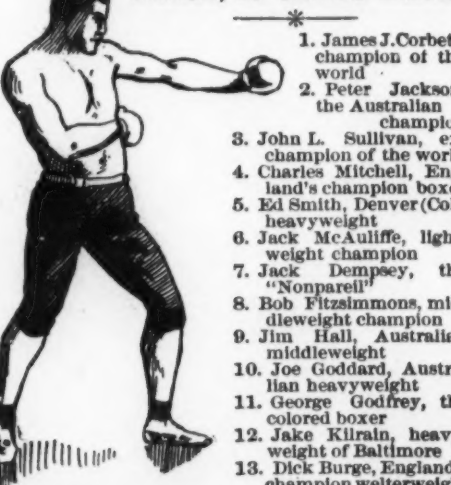 1. James J. Corbet
champion of th
world
2. Peter Jackson
the Australian
champio
3. John L. Sullivan, ex
champion of the worl
4. Charles Mitchell, Eng
land's champion boxe
5. Ed Smith, Denver (Col
heavyweight
6. Jack McAuliffe, ligh
weight champion
7. Jack Dempsey, th
"Nonpareil"
8. Bob Fitzsimmons, mi
dleweight champion
9. Jim Hall, Australia
middleweight
10. Joe Goddard, Austr
lian heavyweight
11. George Godfrey, th
colored boxer
12. Jake Kilrain, heav
weight of Baltimore
13. Dick Burge, England
champion welterweig